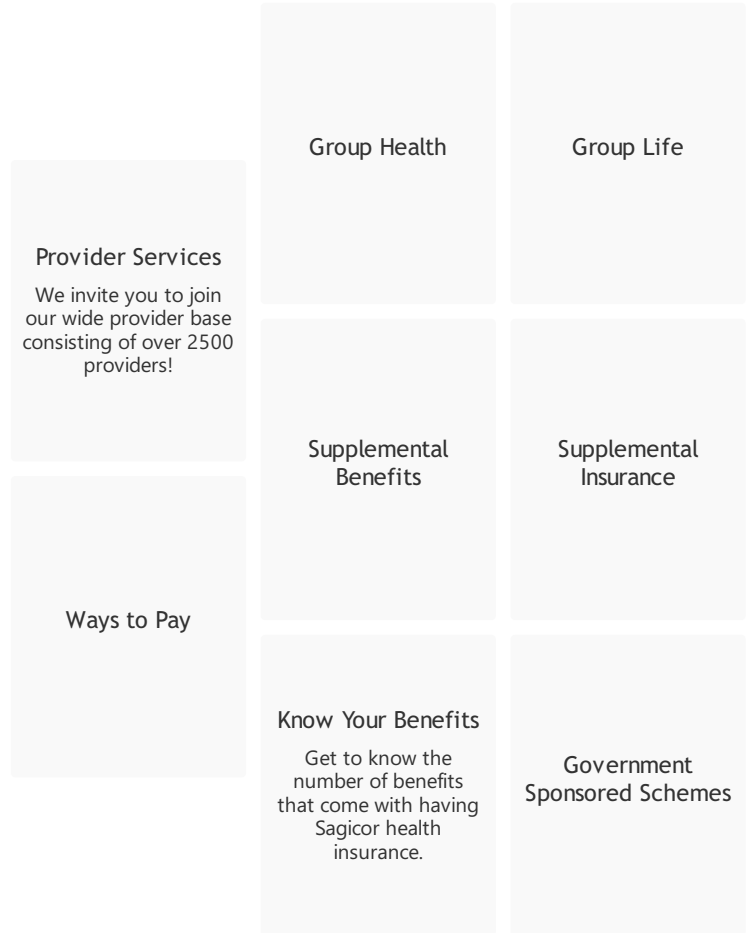 Group Health
Group Life
Provider Services
We invite you to join
our wide provider base
consisting of over 2500
providers!
Supplemental
Benefits
Supplemental
Insurance
Ways to Pay
Know Your Benefits
Get to know the
number of benefits
that come with having
Sagicor health
insurance.
Government
Sponsored Schemes